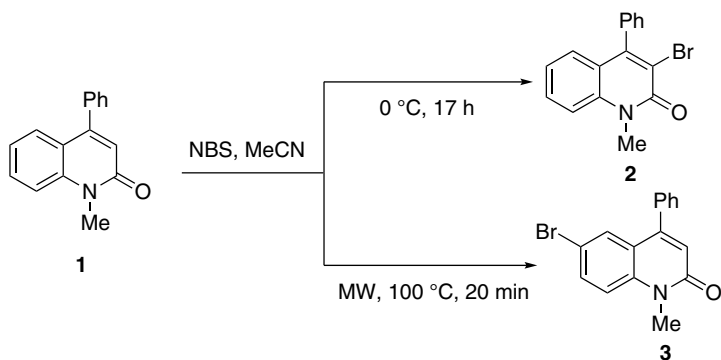 Ph
N
Me
O
1
NBS, MeCN
0 °C, 17 h
MW, 100 °C, 20 min
Ph
Br
N
O
Me
2
Ph
Br
N
O
Me
3